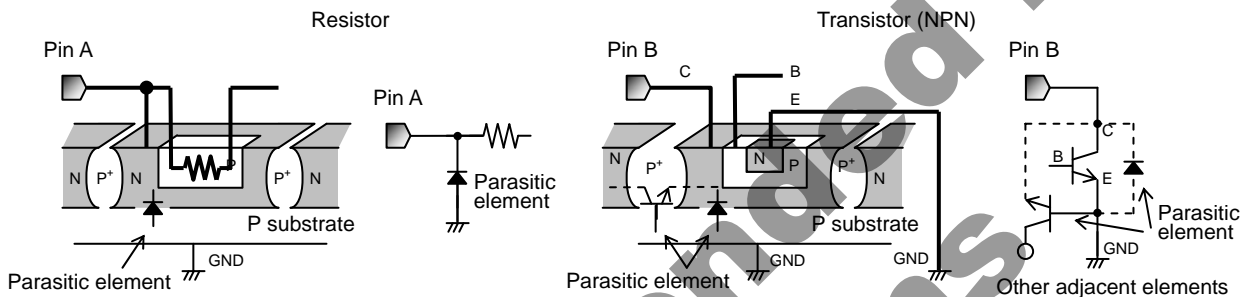 Resistor
Transistor (NPN)
Pin A
Pin B
Pin B
C
B
E
Pin A
C
B
E
N
P+
N
P
P+
N
N
P+
N
P
P+
N
Parasitic
element
P substrate
P substrate
Parasitic
element
GND
GND
GND
GND
Parasitic element
Parasitic element
Other adjacent elements